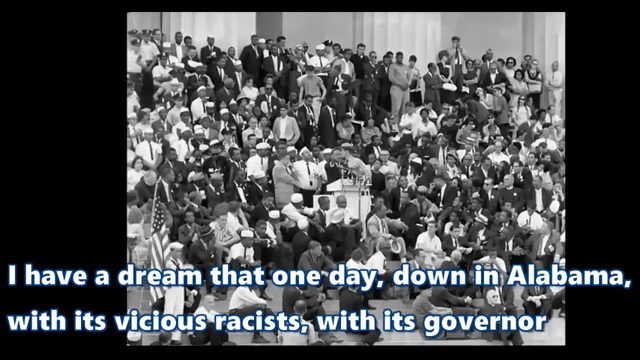 I have a dream that one day, down in Alabama,
with its vicious racists, with its governor